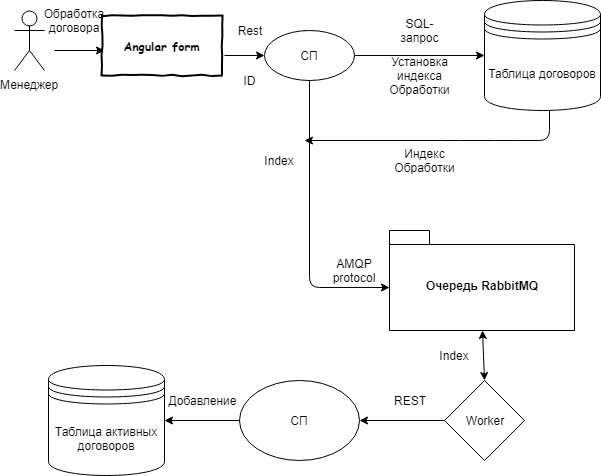 Обработка
договора
Менеджер
Angular form
Rest
ID
СП
SQL-
запрос
Установка
индекса
Обработки
Таблица договоров
Индекс
Обработки
Index
AMQP
protocol
Очередь RabbitMQ
Index
Worker
REST
СП
Добавление
Таблица активных
договоров